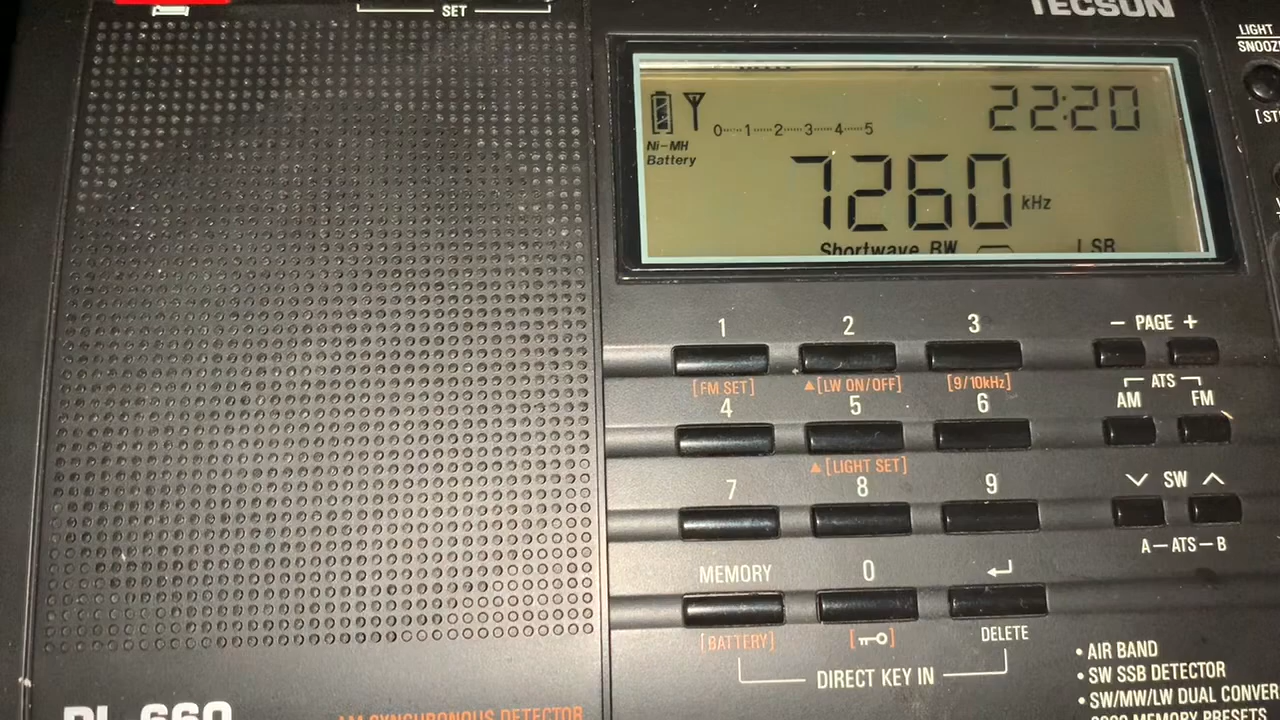 SET
TECSUN
LIGHT
SNOOZ
22:20
0 1 2 3 4 5
Ni-MH
Battery
7260 kHz
Shortwave BW LSB
1 2 3 - PAGE +
[FM SET] ▲[LW ON/OFF] [9/10kHz] ATS
4 5 6 AM FM
▲[LIGHT SET]
7 8 9 SW
A-ATS-B
MEMORY 0 ↵
[BATTERY] DELETE
DIRECT KEY IN
• AIR BAND
• SW SSB DETECTOR
• SW/MW/LW DUAL CONVER
MEMORY PRESETS
PL-660 AM SYNCHRONOUS DETECTOR